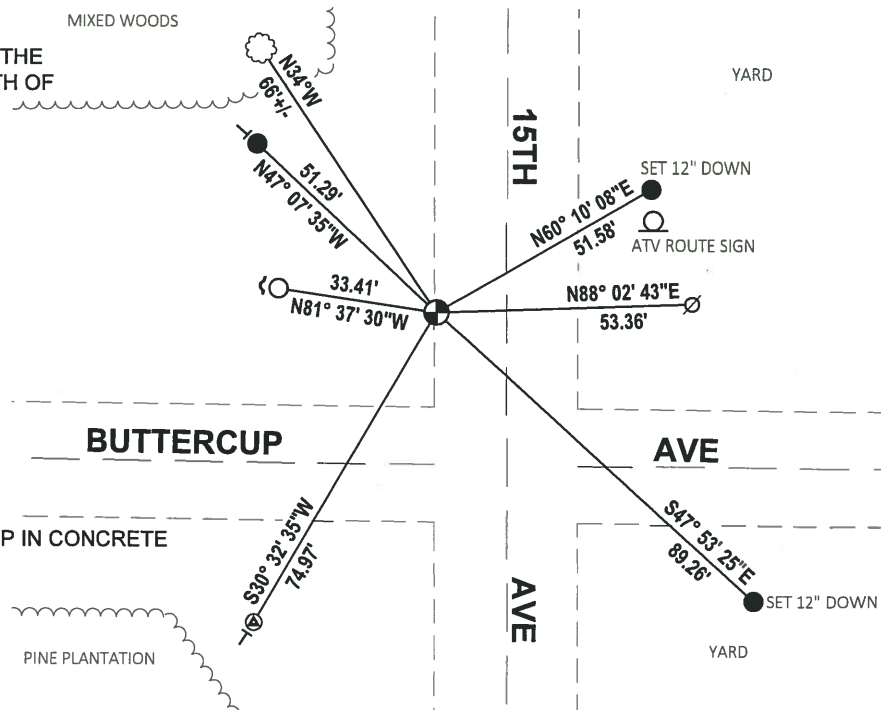 MIXED WOODS
THE
TH OF
N34°W
66'+/-
YARD
15TH
51.29'
N47° 07' 35"W
SET 12" DOWN
N60° 10' 08"E
51.58'
ATV ROUTE SIGN
33.41'
N81° 37' 30"W
N88° 02' 43"E
53.36'
BUTTERCUP
AVE
S30° 32' 35"W
74.97'
S47° 53' 25"E
89.26'
P IN CONCRETE
AVE
SET 12" DOWN
PINE PLANTATION
YARD